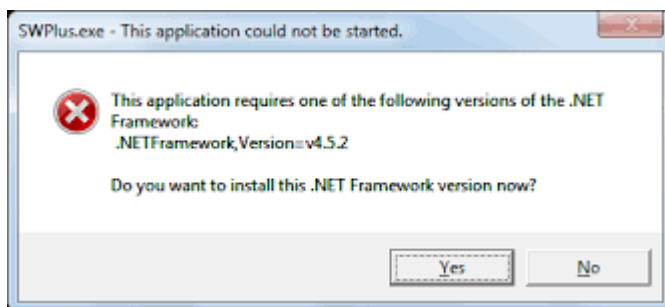 SWPlus.exe - This application could not be started.
This application requires one of the following versions of the .NET
Framework:
.NETFramework,Version=v4.5.2
Do you want to install this .NET Framework version now?
Yes
No